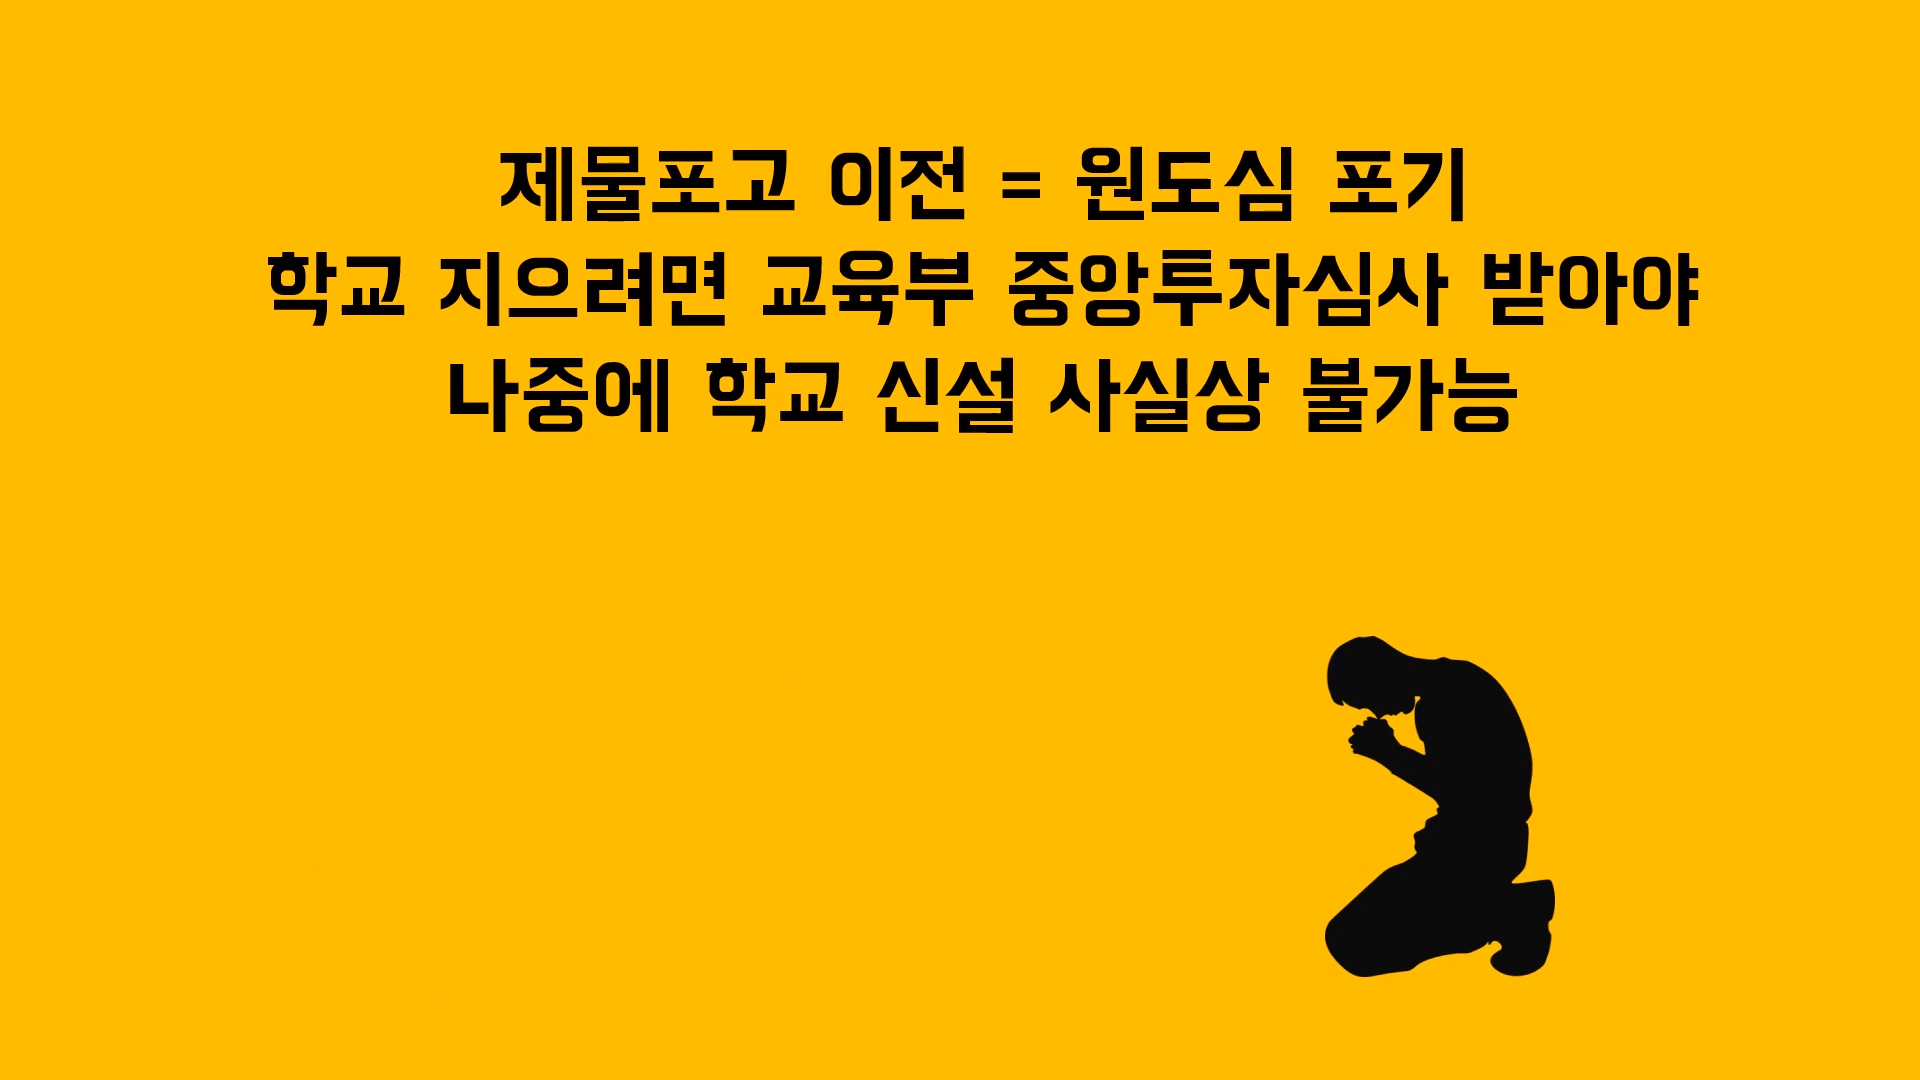 제물포고 이전 = 원도심 포기
학교 지으려면 교육부 중앙투자심사 받아야
나중에 학교 신설 사실상 불가능